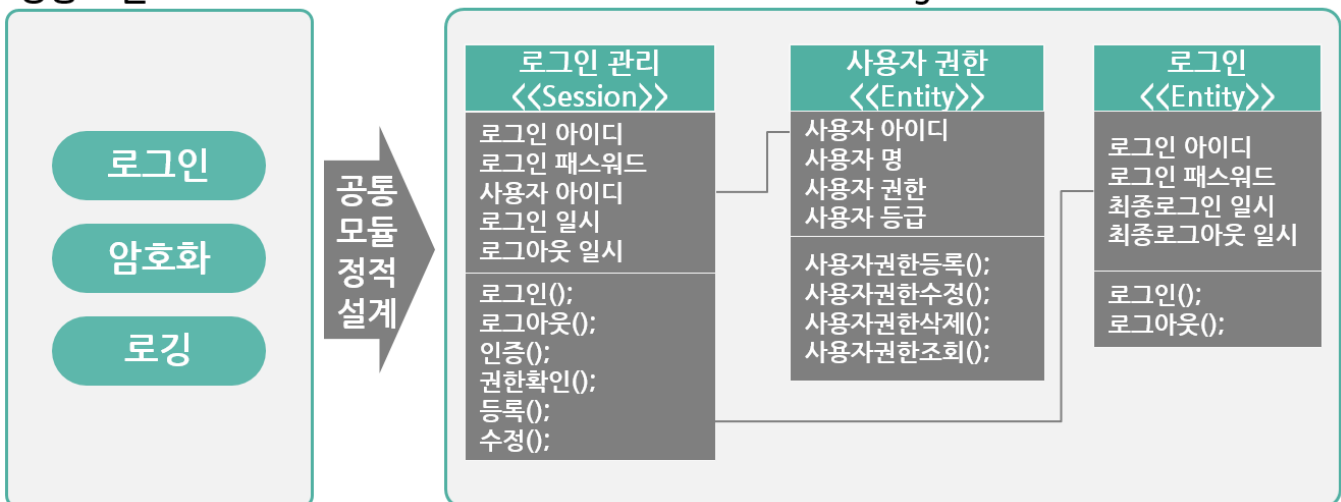 로그인
암호화
로깅
공통
모듈
정적
설계
로그인 관리
<<Session>>
로그인 아이디
로그인 패스워드
사용자 아이디
로그인 일시
로그아웃 일시
로그인();
로그아웃();
인증();
권한확인();
등록();
수정();
사용자 권한
<<Entity>>
사용자 아이디
사용자 명
사용자 권한
사용자 등급
사용자권한등록();
사용자권한수정();
사용자권한삭제();
사용자권한조회();
로그인
<<Entity>>
로그인 아이디
로그인 패스워드
최종로그인 일시
최종로그아웃 일시
로그인();
로그아웃();